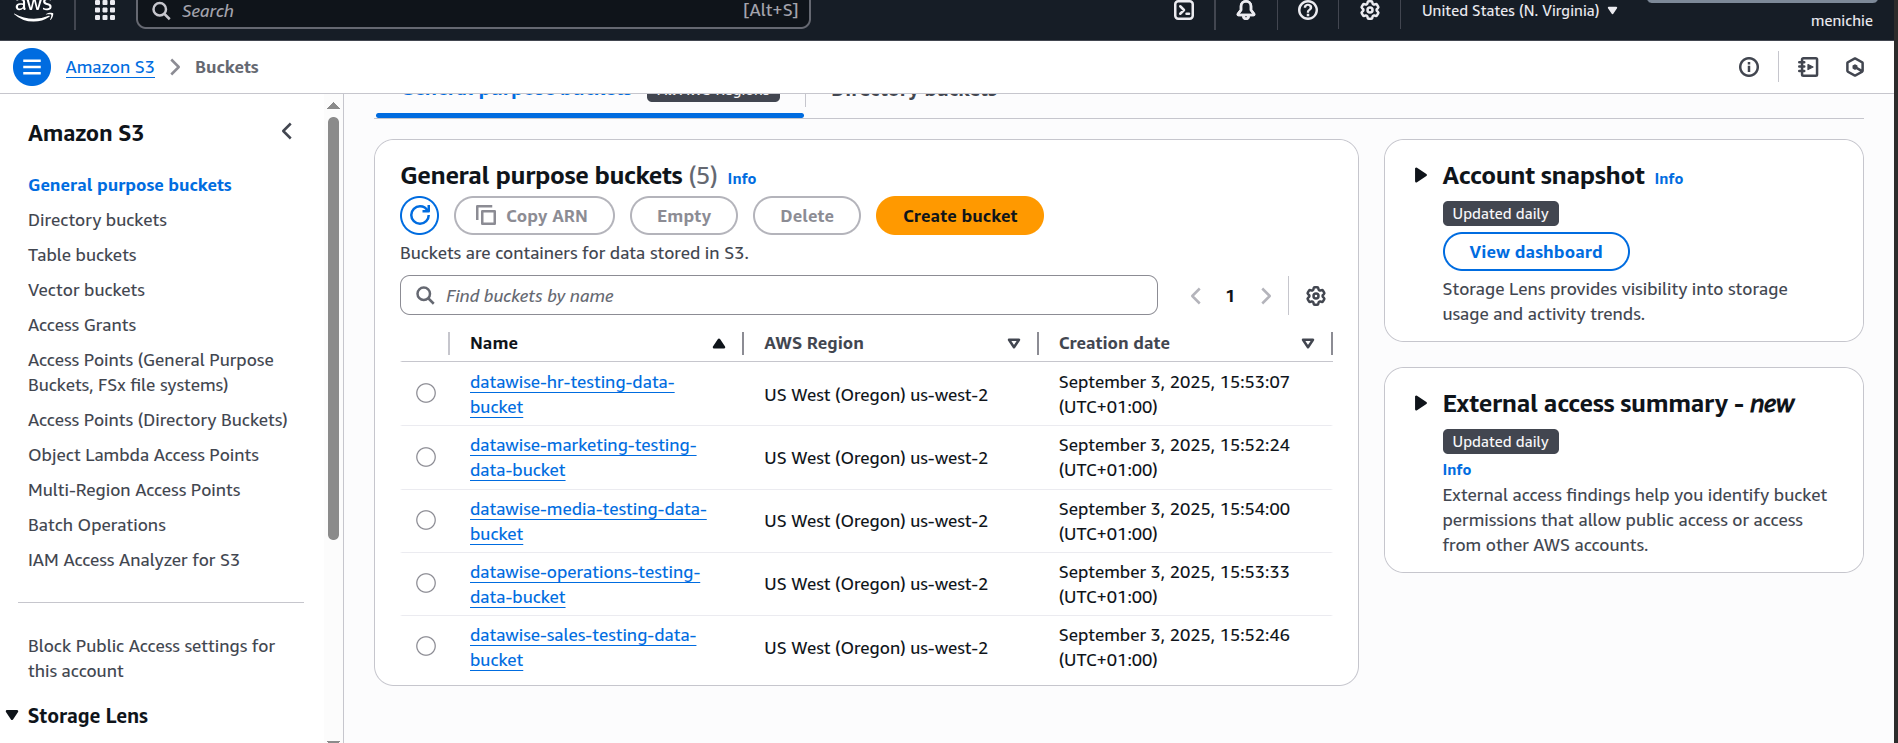 aws
Search
[Alt+S]
United States (N. Virginia)
menichie
Amazon S3
Buckets
General purpose buckets
All AWS Regions
Directory buckets
Amazon S3
General purpose buckets
Directory buckets
Table buckets
Vector buckets
Access Grants
Access Points (General Purpose
Buckets, FSx file systems)
Access Points (Directory Buckets)
Object Lambda Access Points
Multi-Region Access Points
Batch Operations
IAM Access Analyzer for S3
Block Public Access settings for
this account
Storage Lens
General purpose buckets (5) Info
Copy ARN
Empty
Delete
Create bucket
Buckets are containers for data stored in S3.
Find buckets by name
1
Name
AWS Region
Creation date
datawise-hr-testing-data-
bucket
US West (Oregon) us-west-2
September 3, 2025, 15:53:07
(UTC+01:00)
datawise-marketing-testing-
data-bucket
US West (Oregon) us-west-2
September 3, 2025, 15:52:24
(UTC+01:00)
datawise-media-testing-data-
bucket
US West (Oregon) us-west-2
September 3, 2025, 15:54:00
(UTC+01:00)
datawise-operations-testing-
data-bucket
US West (Oregon) us-west-2
September 3, 2025, 15:53:33
(UTC+01:00)
datawise-sales-testing-data-
bucket
US West (Oregon) us-west-2
September 3, 2025, 15:52:46
(UTC+01:00)
Account snapshot Info
Updated daily
View dashboard
Storage Lens provides visibility into storage
usage and activity trends.
External access summary - new
Updated daily
Info
External access findings help you identify bucket
permissions that allow public access or access
from other AWS accounts.